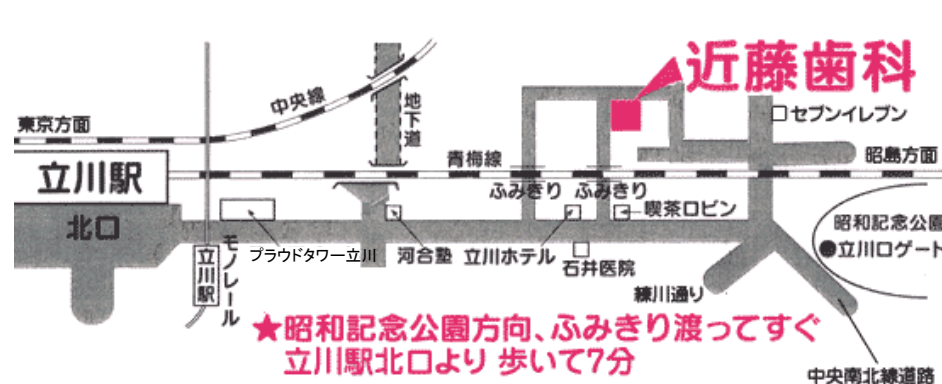 近藤歯科
中央線
地下道
セブンイレブン
東京方面
青梅線
昭島方面
立川駅
ふみきり
ふみきり
喫茶ロビン
北口
昭和記念公園
プラウドタワー立川
河合塾
立川ホテル
立川口ゲート
石井医院
モノレール
立川駅
練川通り
★昭和記念公園方向、ふみきり渡ってすぐ
立川駅北口より 歩いて7分
中央南北線道路